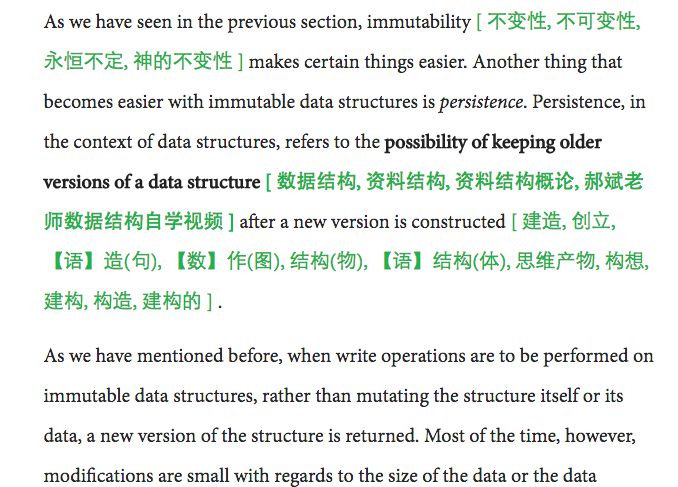 As we have seen in the previous section, immutability [ 不变性, 不可变性,
永恒不定, 神的不变性 ] makes certain things easier. Another thing that
becomes easier with immutable data structures is persistence. Persistence, in
the context of data structures, refers to the possibility of keeping older
versions of a data structure [ 数据结构, 资料结构, 资料结构概论, 郝斌老
师数据结构自学视频 ] after a new version is constructed [ 建造, 创立,
【语】造(句), 【数】作(图), 结构(物), 【语】结构(体), 思维产物, 构想,
建构, 构造, 建构的 ] .
As we have mentioned before, when write operations are to be performed on
immutable data structures, rather than mutating the structure itself or its
data, a new version of the structure is returned. Most of the time, however,
modifications are small with regards to the size of the data or the data